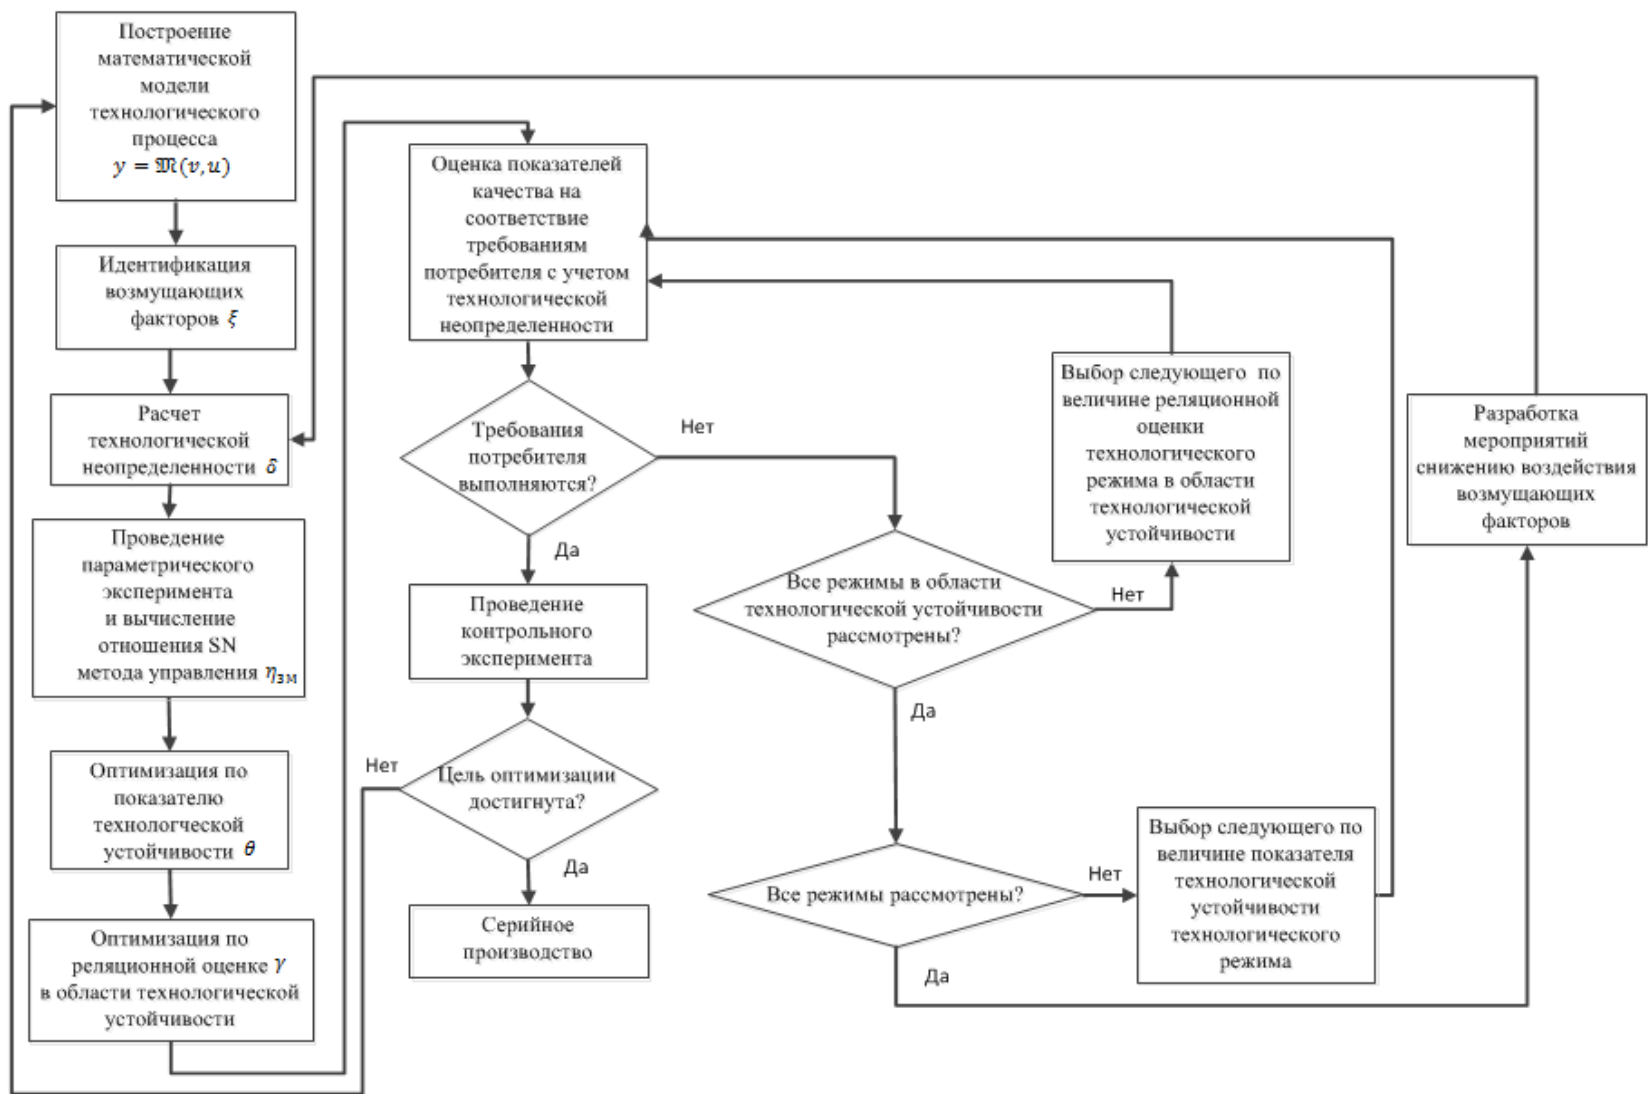 Построение
математической
модели
технологического
процесса
y = 𝔐(v,u)
Идентификация
возмущающих
факторов ξ
Расчет
технологической
неопределенности δ
Проведение
параметрического
эксперимента
и вычисление
отношения SN
метода управления η₃ₘ
Оптимизация по
показателю
технологчекой
устойчивости θ
Оптимизация по
реляционной оценке γ
в области технологической
устойчивости
Оценка показателей
качества на
соответствие
требованиям
потребителя с учетом
технологической
неопределенности
Требования
потребителя
выполняются?
Нет
Да
Проведение
контрольного
эксперимента
Нет
Цель оптимизации
достигнута?
Да
Серийное
производство
Все режимы в области
технологической устойчивости
рассмотрены?
Нет
Да
Выбор следующего по
величине реляционной
оценки
технологического
режима в области
технологической
устойчивости
Все режимы рассмотрены?
Нет
Да
Выбор следующего по
величине показателя
технологической
устойчивости
технологического
режима
Разработка
мероприятий
снижению воздействия
возмущающих
факторов